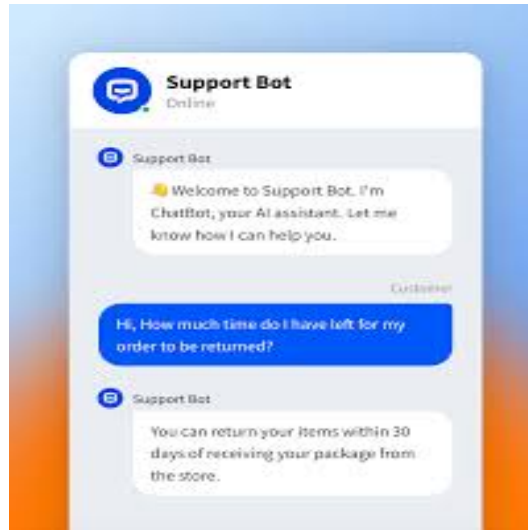 Support Bot
Online
Support Bot
👋 Welcome to Support Bot. I'm
ChatBot, your AI assistant. Let me
know how I can help you.
Customer
Hi, How much time do I have left for my
order to be returned?
Support Bot
You can return your items within 30
days of receiving your package from
the store.